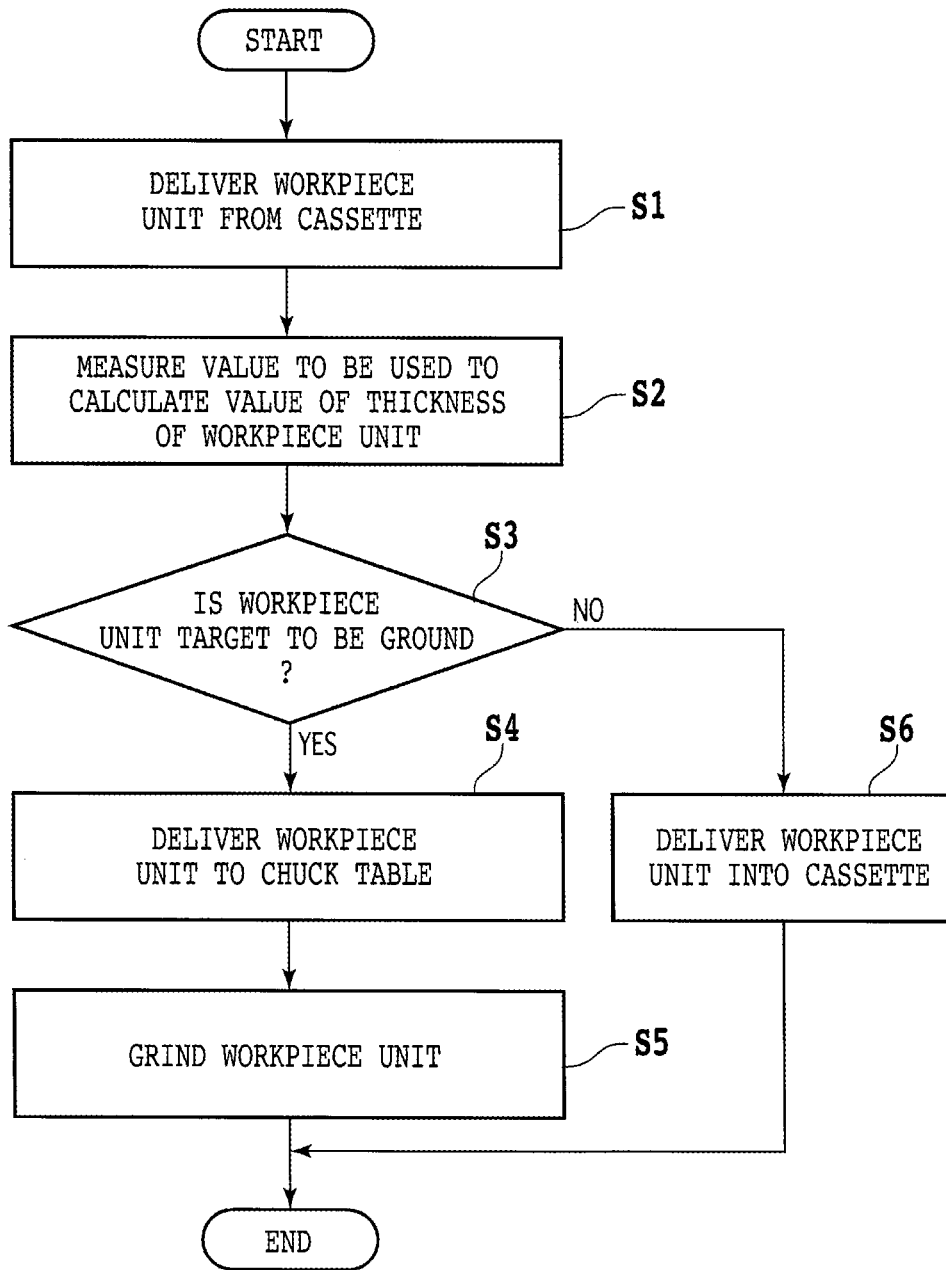 START
DELIVER WORKPIECE
UNIT FROM CASSETTE
S1
MEASURE VALUE TO BE USED TO
CALCULATE VALUE OF THICKNESS
OF WORKPIECE UNIT
S2
S3
IS WORKPIECE
UNIT TARGET TO BE GROUND
?
NO
YES
S4
DELIVER WORKPIECE
UNIT TO CHUCK TABLE
S6
DELIVER WORKPIECE
UNIT INTO CASSETTE
GRIND WORKPIECE UNIT
S5
END